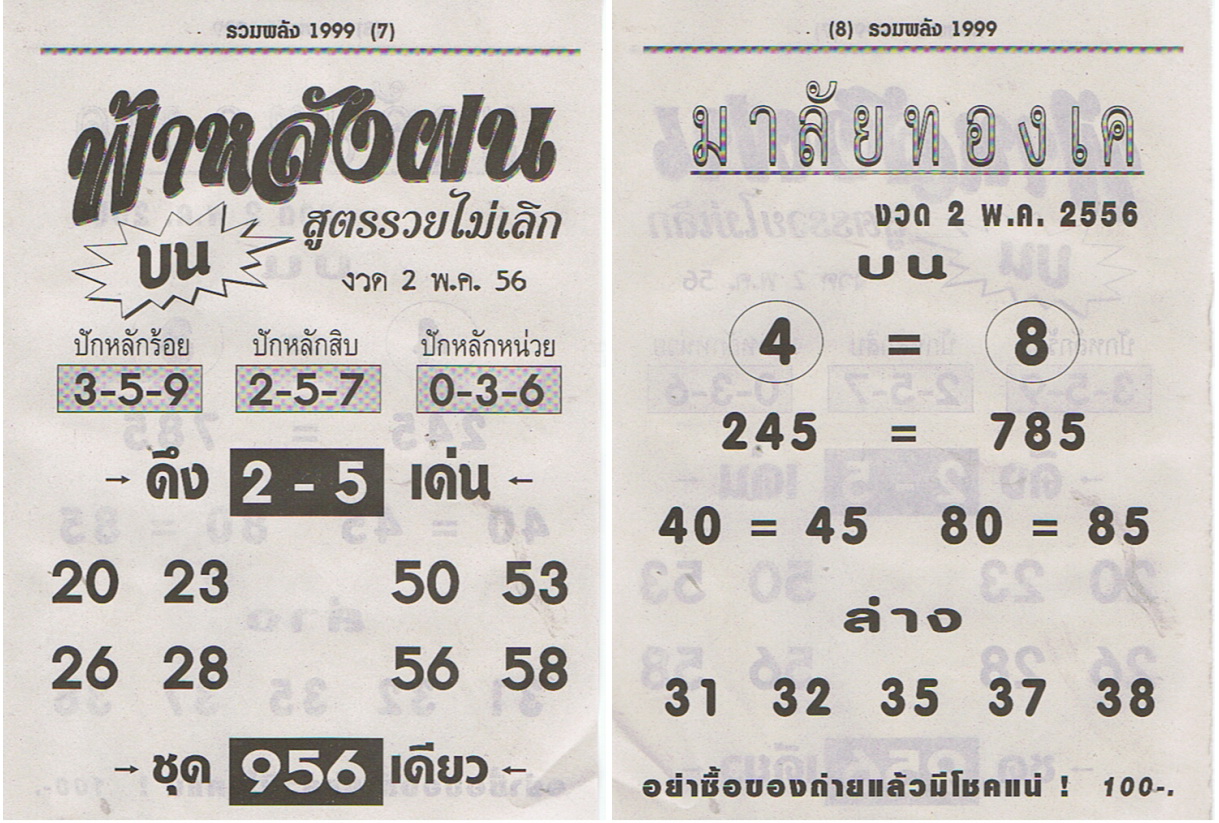 รวมพลัง 1999 (7)
ฟ้าหลังฝน
สูตรรวยไม่เลิก
บน
งวด 2 พ.ค. 56
ปักหลักร้อย ปักหลักสิบ ปักหลักหน่วย
3-5-9 2-5-7 0-3-6
→ ดึง 2 - 5 เด่น ←
20 23 50 53
26 28 56 58
→ ชุด 956 เดียว ←
(8) รวมพลัง 1999
มาลัยทองเค
งวด 2 พ.ค. 2556
บน
4 = 8
245 = 785
40 = 45 80 = 85
ล่าง
31 32 35 37 38
อย่าซื้อของถ่ายแล้วมีโชคแน่ ! 100-.